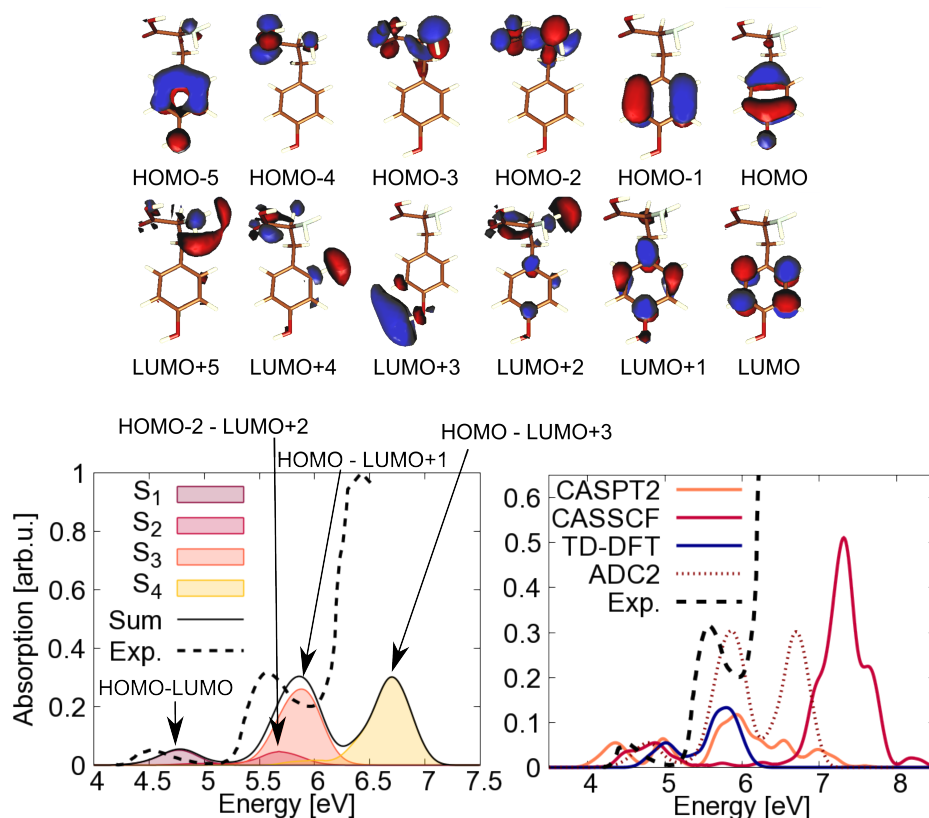 HOMO-5 HOMO-4 HOMO-3 HOMO-2 HOMO-1 HOMO
LUMO+5 LUMO+4 LUMO+3 LUMO+2 LUMO+1 LUMO
HOMO-2 - LUMO+2
HOMO - LUMO+3
HOMO - LUMO+1
HOMO-LUMO
Absorption [arb.u.]
1
0.8
0.6
0.4
0.2
0
S1
S2
S3
S4
Sum
Exp.
4 4.5 5 5.5 6 6.5 7 7.5
Energy [eV]
0.6
0.5
0.4
0.3
0.2
0.1
0
CASPT2
CASSCF
TD-DFT
ADC2
Exp.
4 5 6 7 8
Energy [eV]